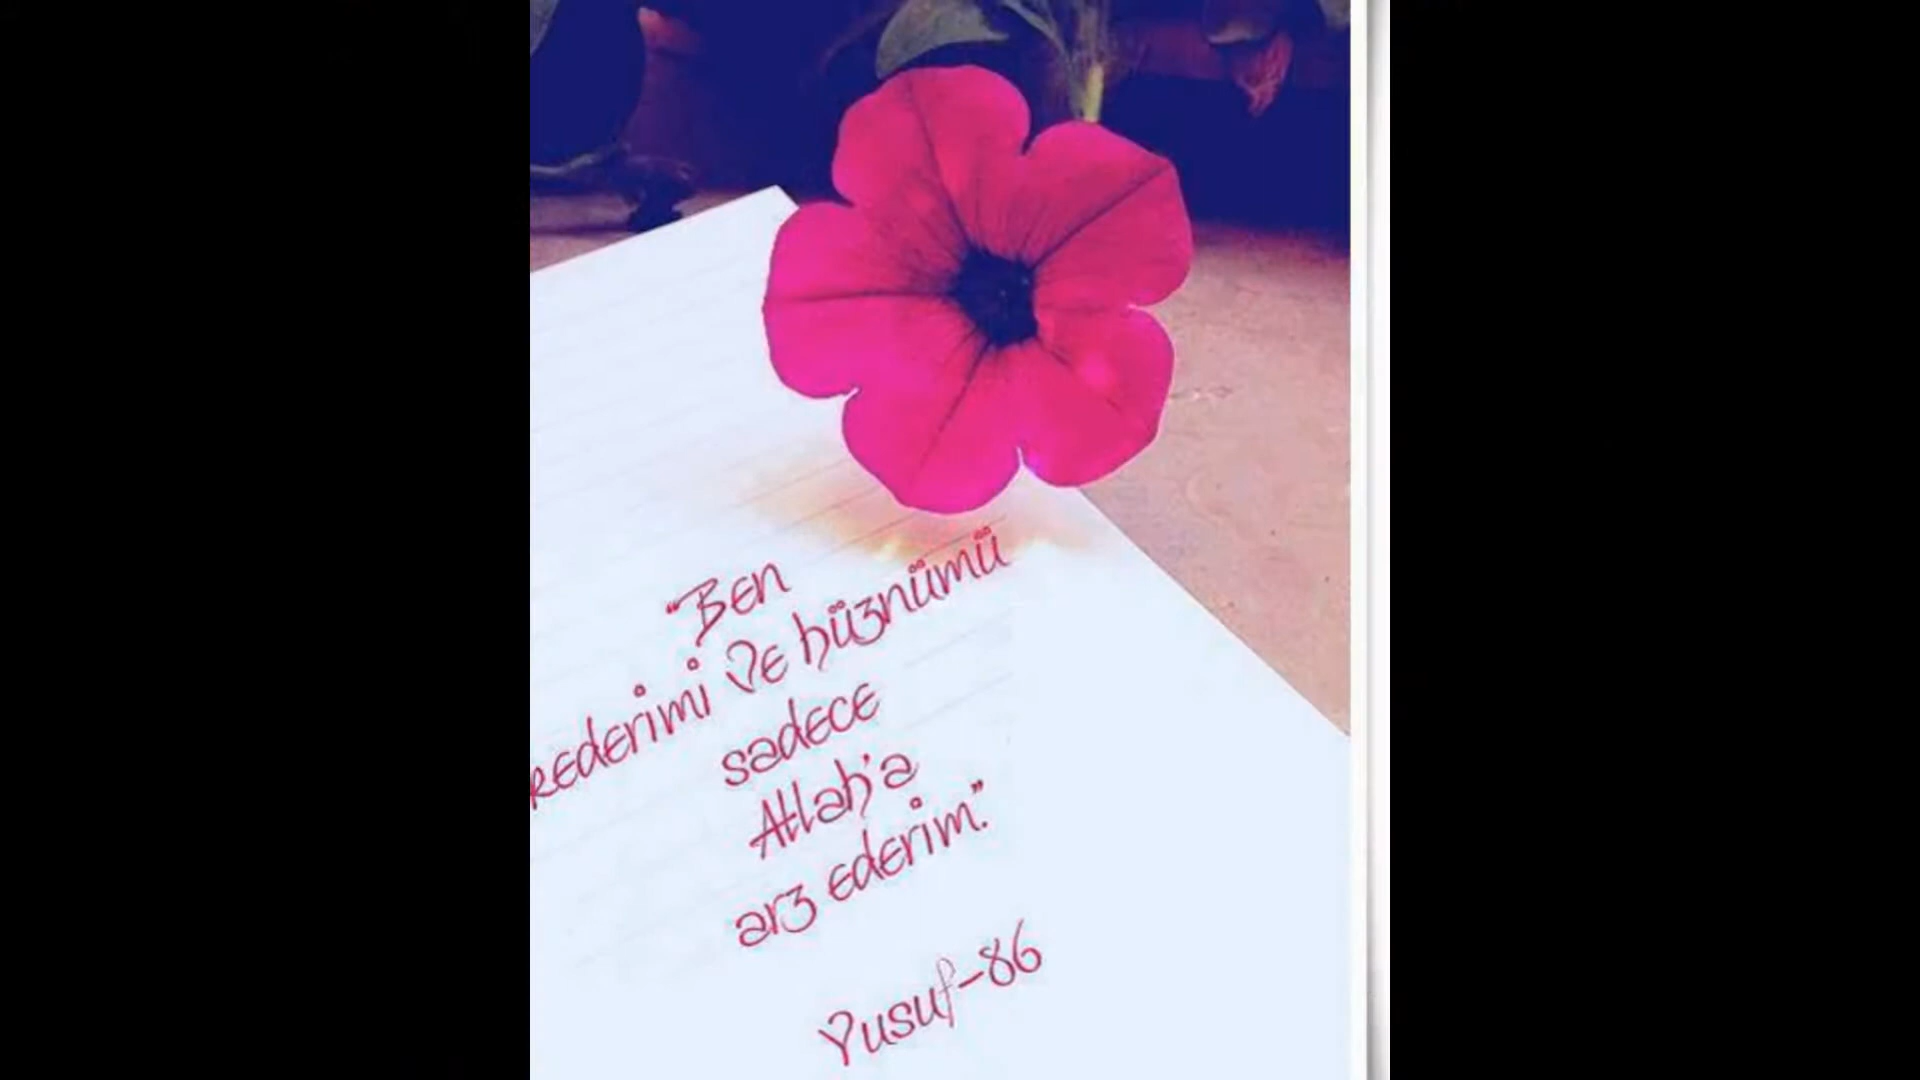 "Ben
kederimi ve hüznümü
sadece
Allah'a
arz ederim."
Yusuf-86